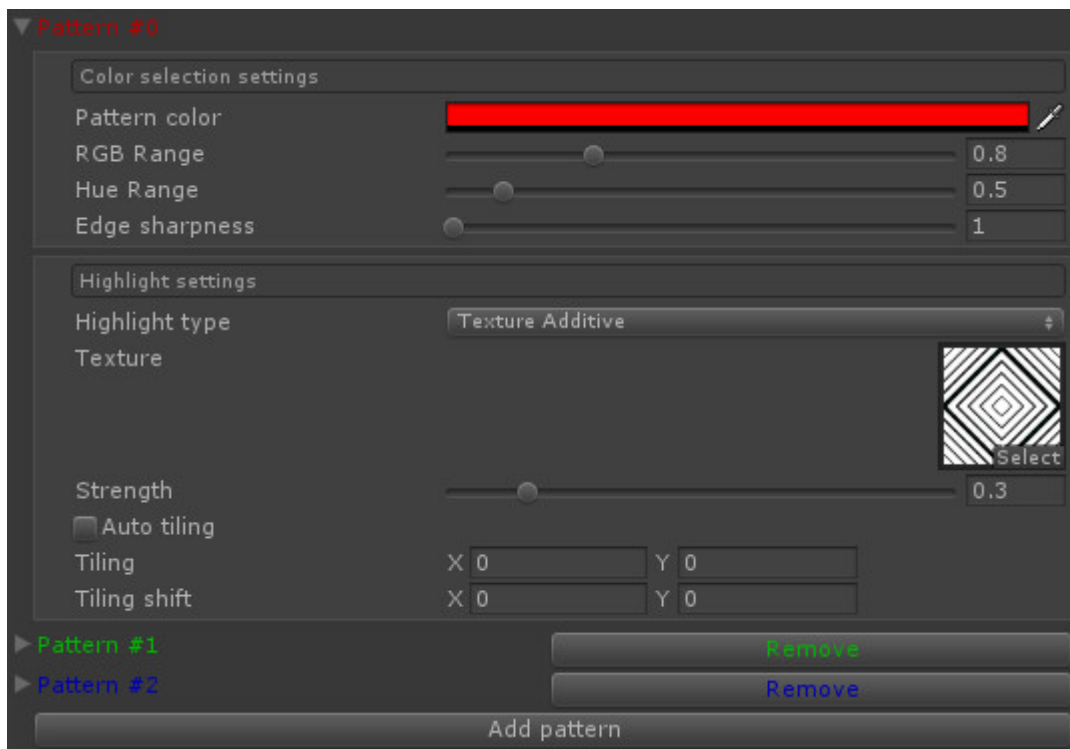 Pattern #0
Color selection settings
Pattern color
RGB Range 0.8
Hue Range 0.5
Edge sharpness 1
Highlight settings
Highlight type Texture Additive
Texture
Select
Strength 0.3
Auto tiling
Tiling X 0 Y 0
Tiling shift X 0 Y 0
Pattern #1 Remove
Pattern #2 Remove
Add pattern